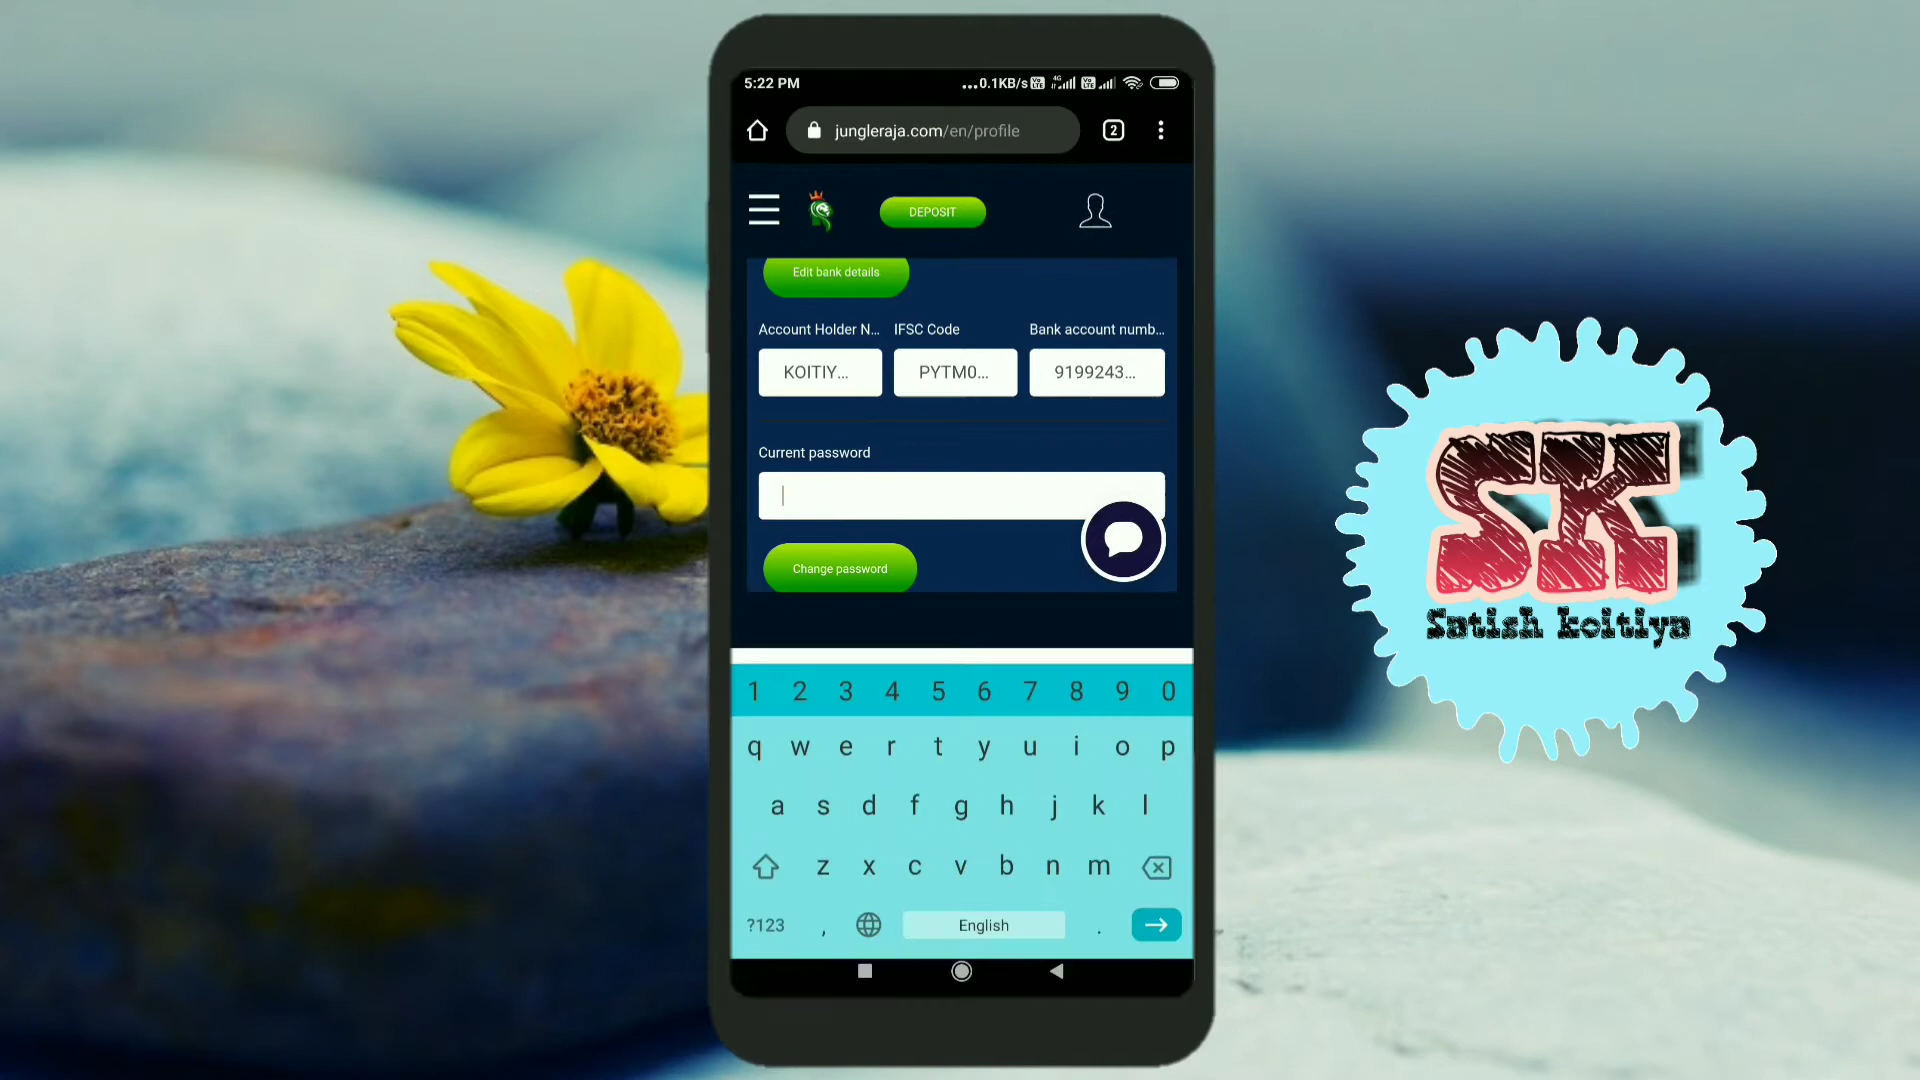 5:22 PM
...0.1KB/s
4G
jungleraja.com/en/profile
2
DEPOSIT
Edit bank details
Account Holder N...
IFSC Code
Bank account numb...
KOITIY...
PYTM0...
9199243...
Current password
Change password
1 2 3 4 5 6 7 8 9 0
q w e r t y u i o p
a s d f g h j k l
z x c v b n m
?123 , English .
SK
Satish koitiya